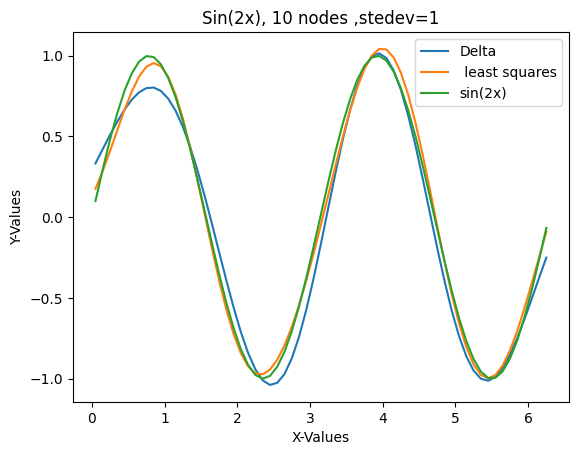 Sin(2x), 10 nodes ,stedev=1
Delta
least squares
sin(2x)
1.0
0.5
0.0
−0.5
−1.0
Y-Values
0 1 2 3 4 5 6
X-Values